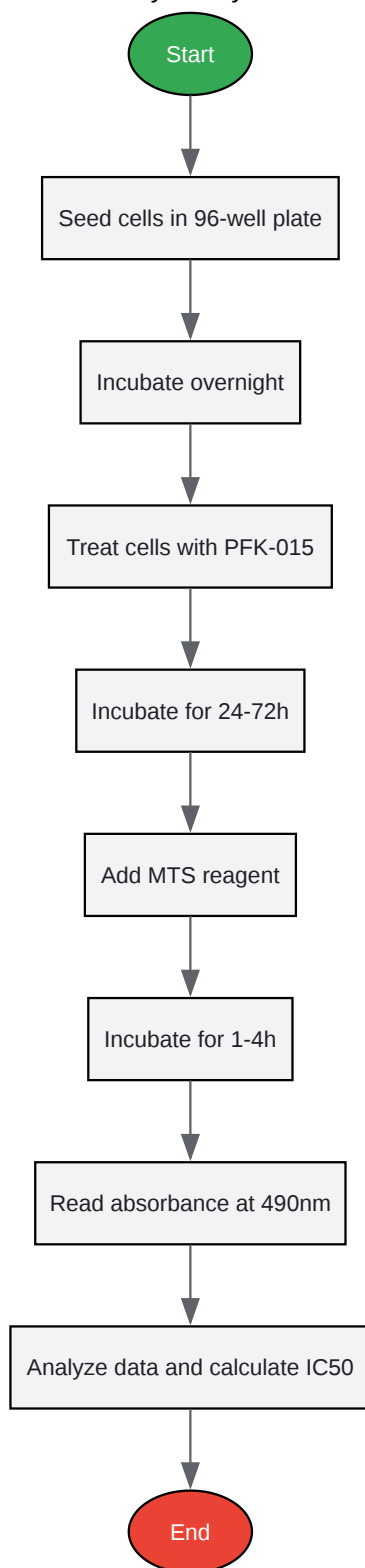 Start
Seed cells in 96-well plate
Incubate overnight
Treat cells with PFK-015
Incubate for 24-72h
Add MTS reagent
Incubate for 1-4h
Read absorbance at 490nm
Analyze data and calculate IC50
End